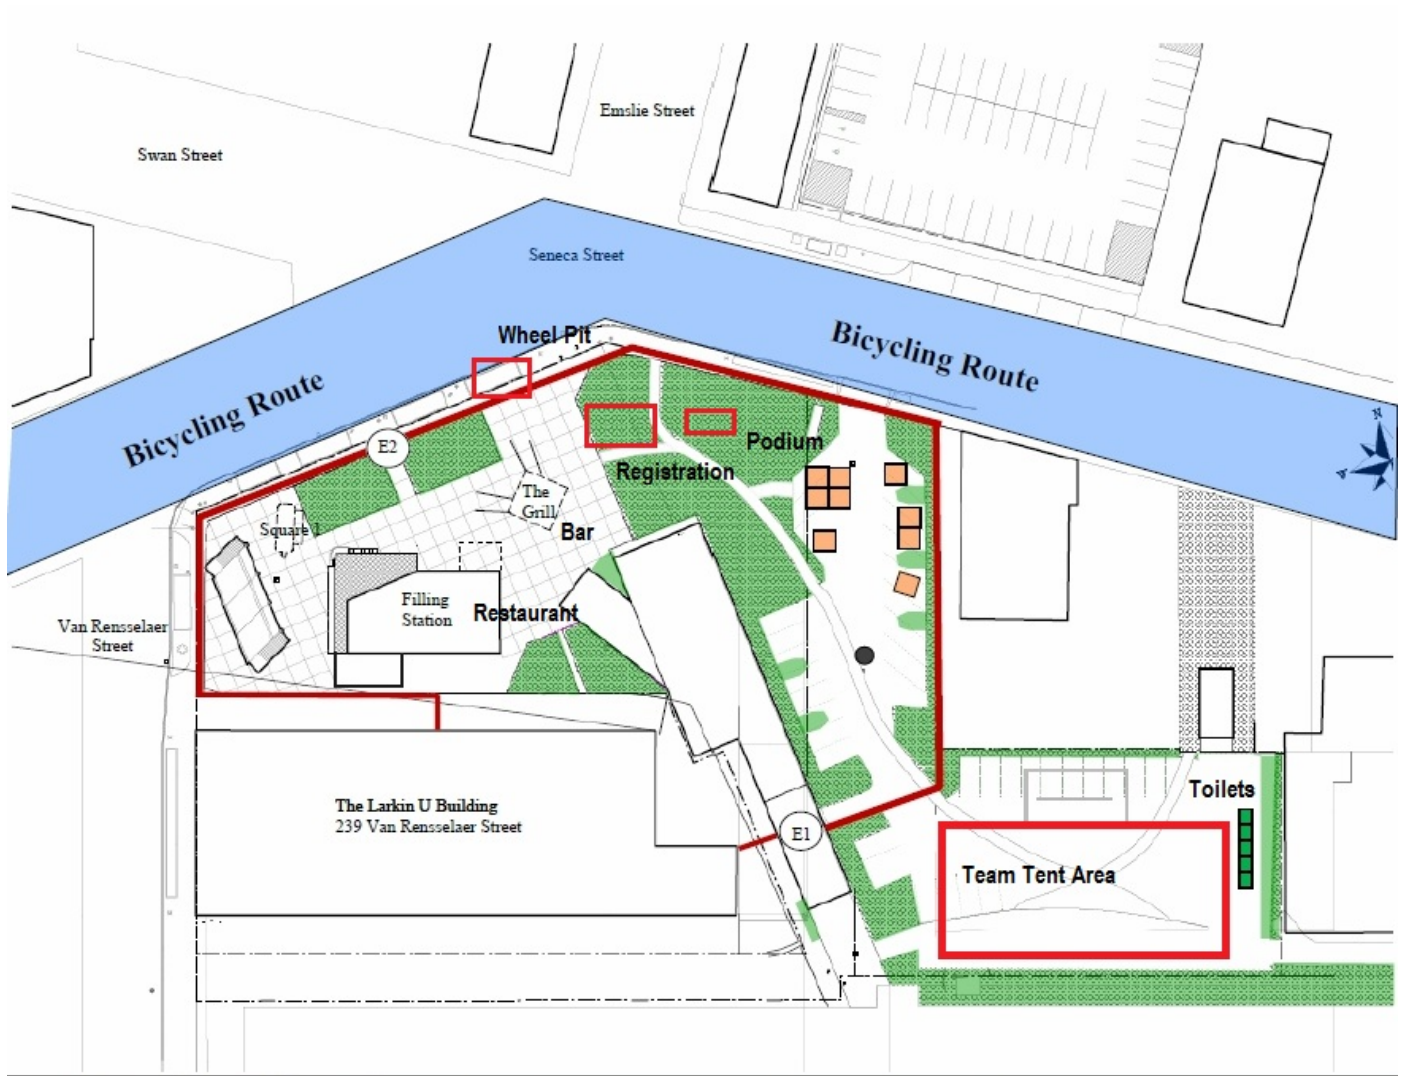 Emslie Street
Swan Street
Seneca Street
Wheel Pit
Bicycling Route
Bicycling Route
N
A
E2
Podium
Registration
The
Grill
Square 1
Bar
Filling
Station
Restaurant
Van Rensselaer
Street
Toilets
The Larkin U Building
239 Van Rensselaer Street
E1
Team Tent Area